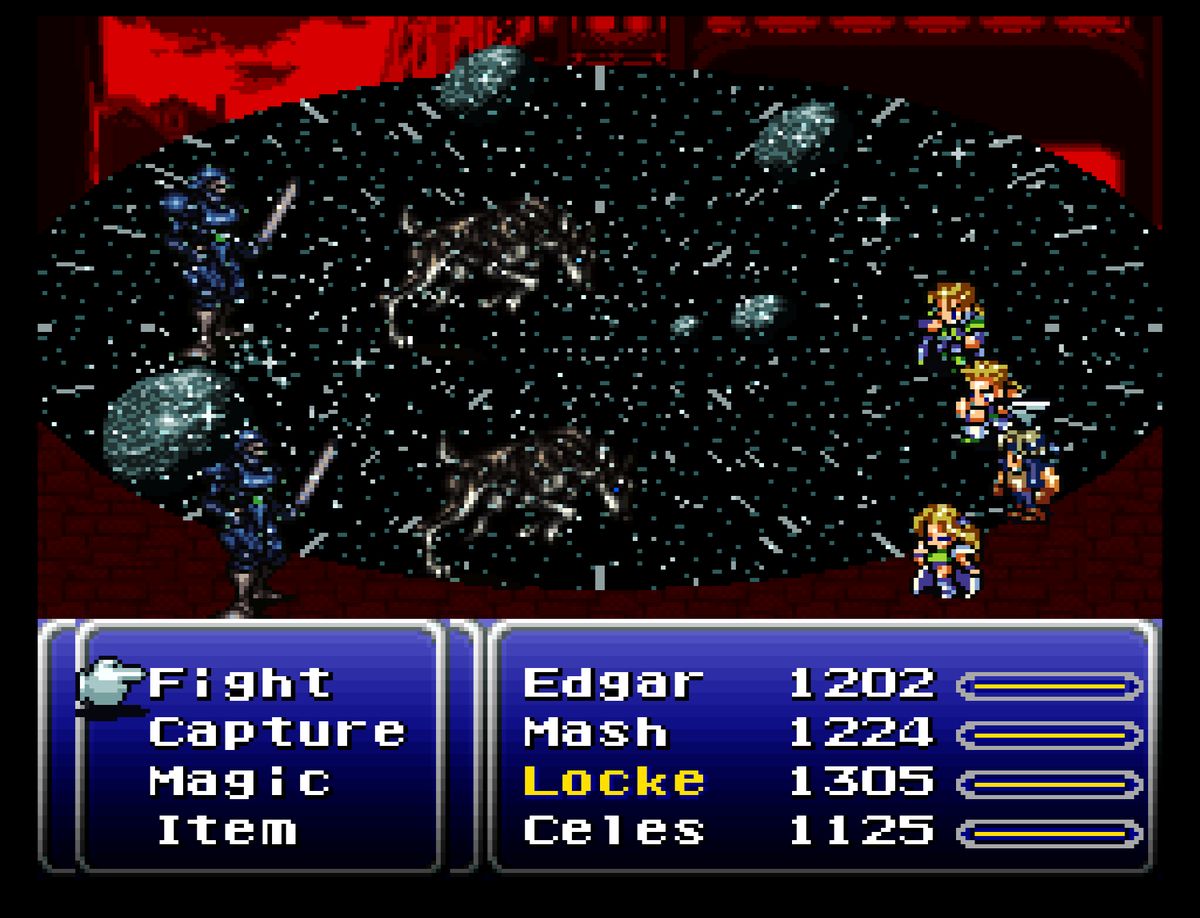 Fight
Capture
Magic
Item
Edgar 1202
Mash 1224
Locke 1305
Celes 1125